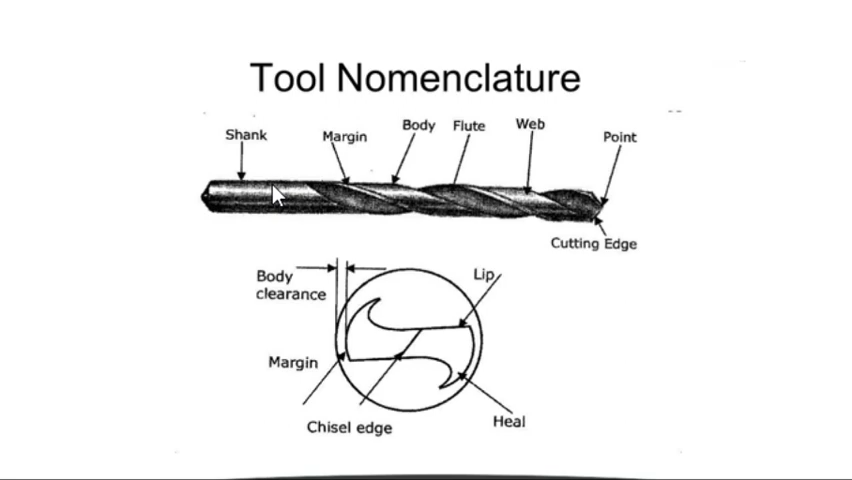 Tool Nomenclature
Shank
Margin
Body
Flute
Web
Point
Cutting Edge
Body
clearance
Lip
Margin
Chisel edge
Heal